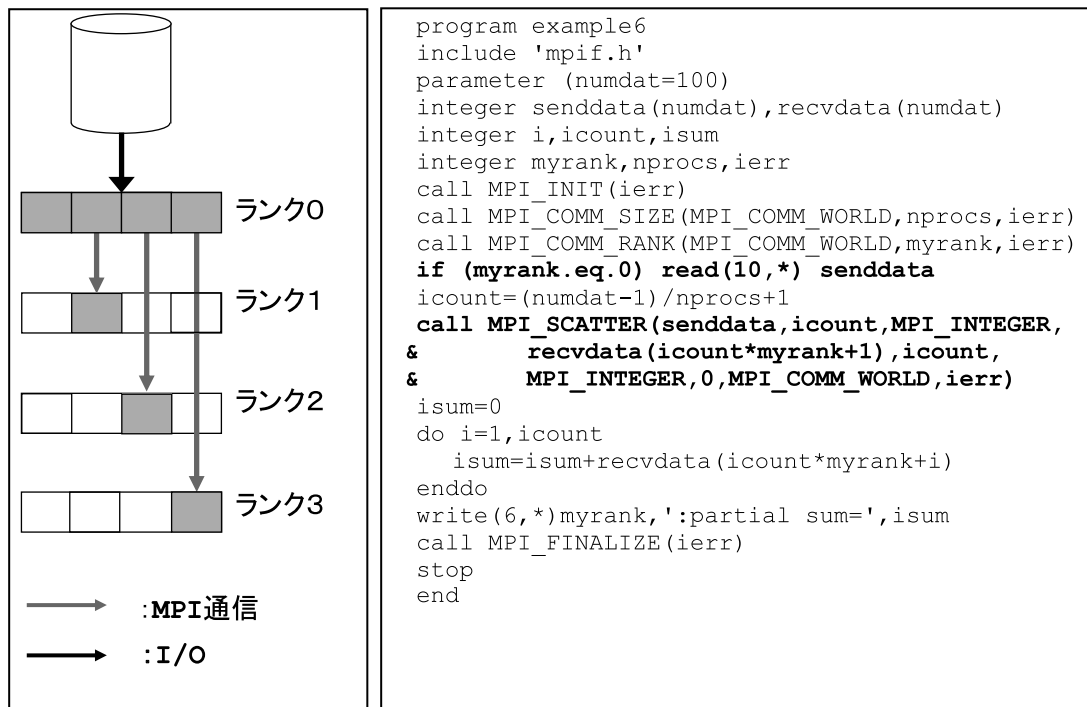 ランク0
ランク1
ランク2
ランク3
:MPI通信
:I/O
program example6
include 'mpif.h'
parameter (numdat=100)
integer senddata(numdat),recvdata(numdat)
integer i,icount,isum
integer myrank,nprocs,ierr
call MPI_INIT(ierr)
call MPI_COMM_SIZE(MPI_COMM_WORLD,nprocs,ierr)
call MPI_COMM_RANK(MPI_COMM_WORLD,myrank,ierr)
if (myrank.eq.0) read(10,*) senddata
icount=(numdat-1)/nprocs+1
call MPI_SCATTER(senddata,icount,MPI_INTEGER,
& recvdata(icount*myrank+1),icount,
& MPI_INTEGER,0,MPI_COMM_WORLD,ierr)
isum=0
do i=1,icount
isum=isum+recvdata(icount*myrank+i)
enddo
write(6,*)myrank,':partial sum=',isum
call MPI_FINALIZE(ierr)
stop
end